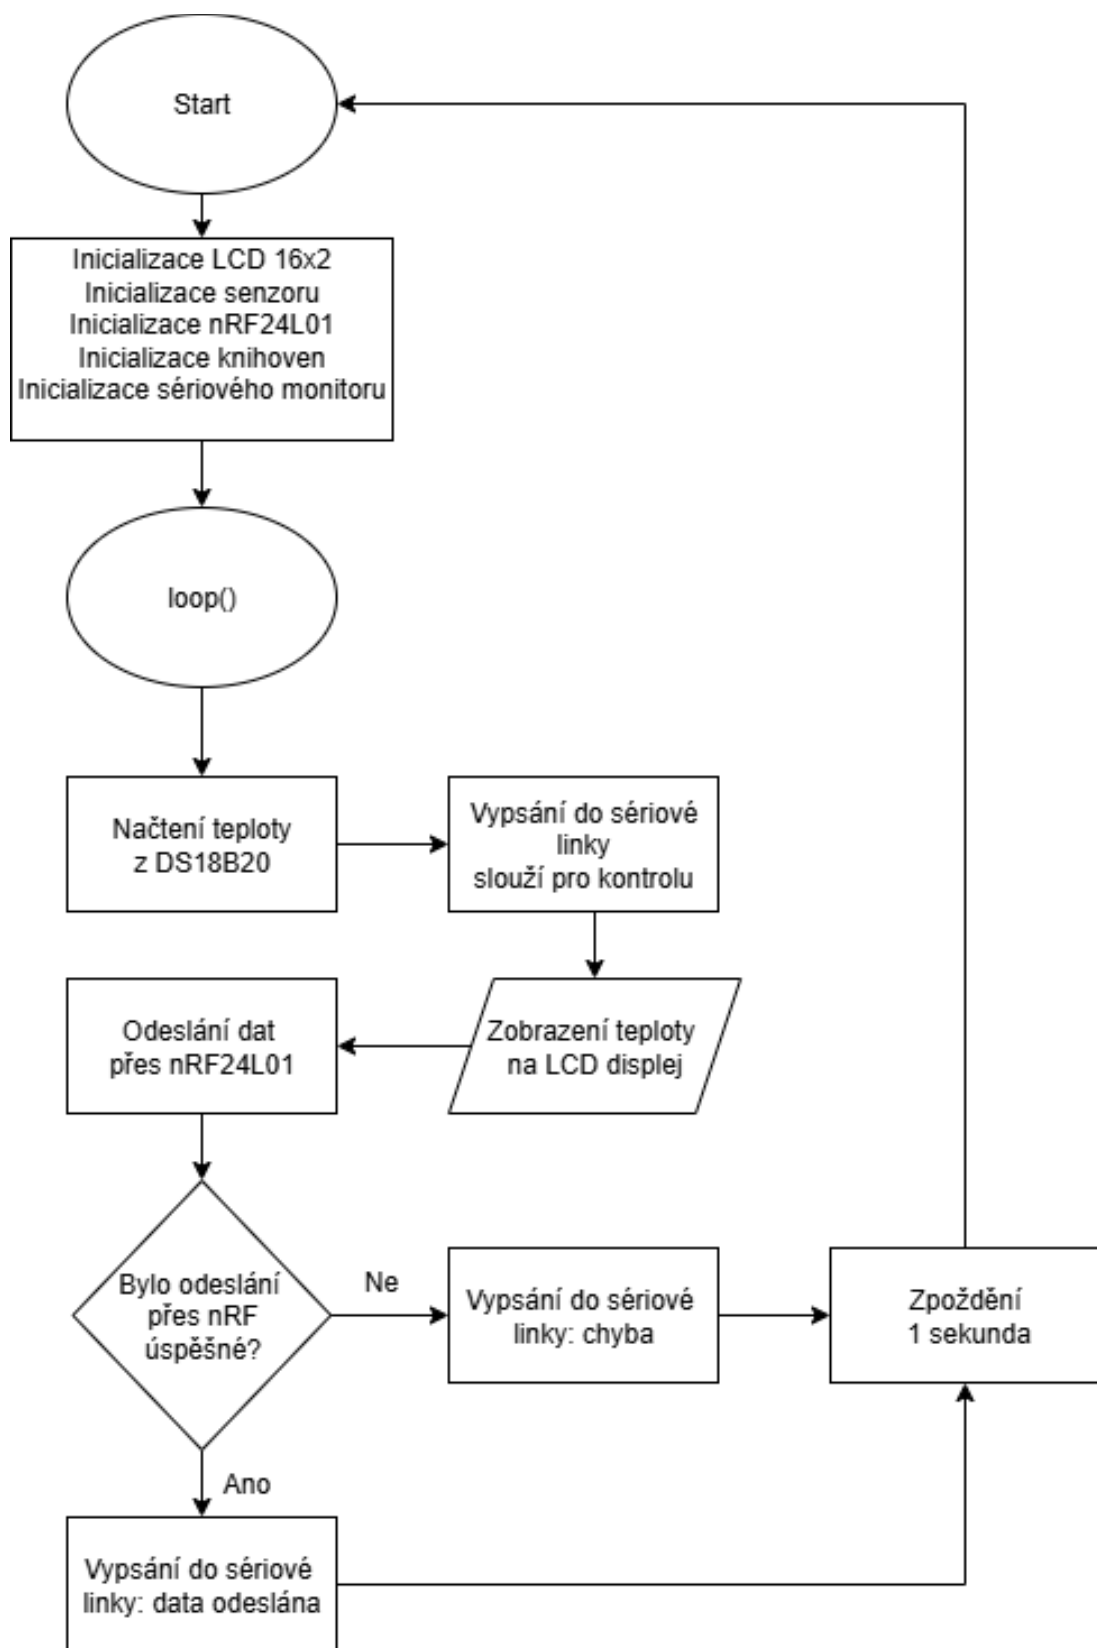 Start
Inicializace LCD 16x2
Inicializace senzoru
Inicializace nRF24L01
Inicializace knihoven
Inicializace sériového monitoru
loop()
Načtení teploty
z DS18B20
Vypsání do sériové
linky
slouží pro kontrolu
Zobrazení teploty
na LCD displej
Odeslání dat
přes nRF24L01
Bylo odeslání
přes nRF
úspěšné?
Ne
Vypsání do sériové
linky: chyba
Zpoždění
1 sekunda
Ano
Vypsání do sériové
linky: data odeslána